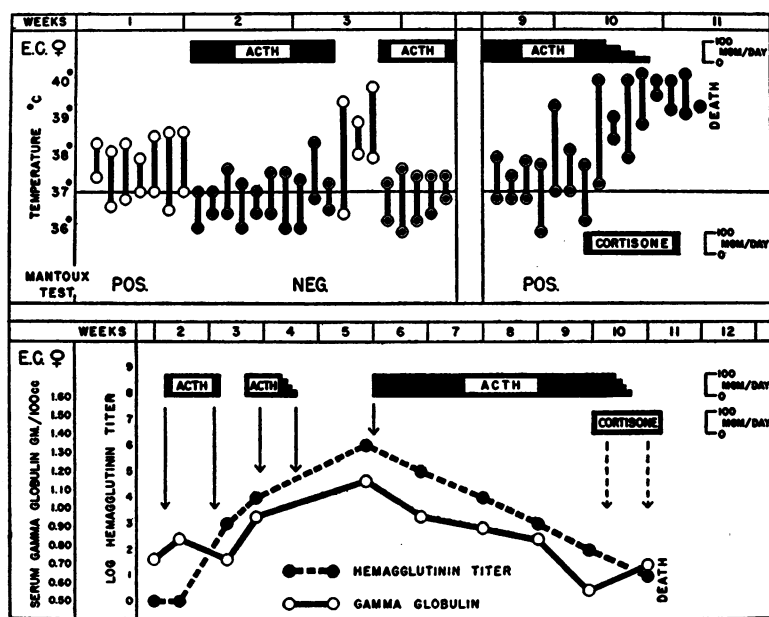 WEEKS 1 2 3 9 10 11
E.G. ♀ ACTH ACTH ACTH 100 0 MGM/DAY
TEMPERATURE °C
40°
39°
38°
37°
36°
DEATH
CORTISONE 100 0 MGM/DAY
MANTOUX TEST POS. NEG. POS.
WEEKS 2 3 4 5 6 7 8 9 10 11 12
E.G. ♀ ACTH ACTH ACTH 100 0 MGM/DAY
CORTISONE 100 0 MGM/DAY
SERUM GAMMA GLOBULIN GM./100cc
1.60
1.50
1.40
1.30
1.20
1.10
1.00
0.90
0.80
0.70
0.60
0.50
LOG HEMAGGLUTININ TITER
9
8
7
6
5
4
3
2
1
0
HEMAGGLUTININ TITER
GAMMA GLOBULIN
DEATH